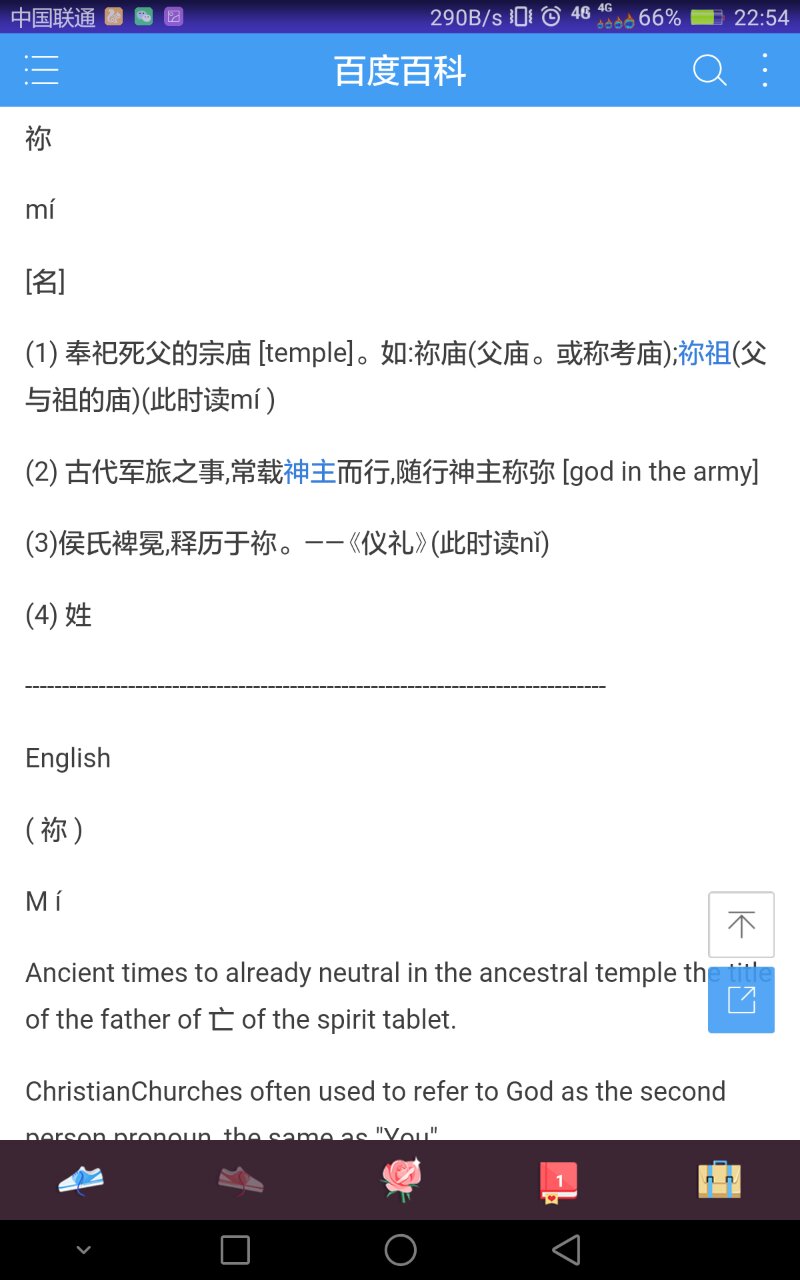 中国联通 290B/s 4G 4G 66% 22:54
百度百科
祢
mí
[名]
(1) 奉祀死父的宗庙 [temple]。如:祢庙(父庙。或称考庙);祢祖(父
与祖的庙)(此时读mí )
(2) 古代军旅之事,常载神主而行,随行神主称弥 [god in the army]
(3)侯氏裨冕,释历于祢。——《仪礼》(此时读nǐ)
(4) 姓
--------------------------------------------------------------------------------
English
( 祢 )
M í
Ancient times to already neutral in the ancestral temple the title
of the father of 亡 of the spirit tablet.
ChristianChurches often used to refer to God as the second
person pronoun, the same as "You"
1